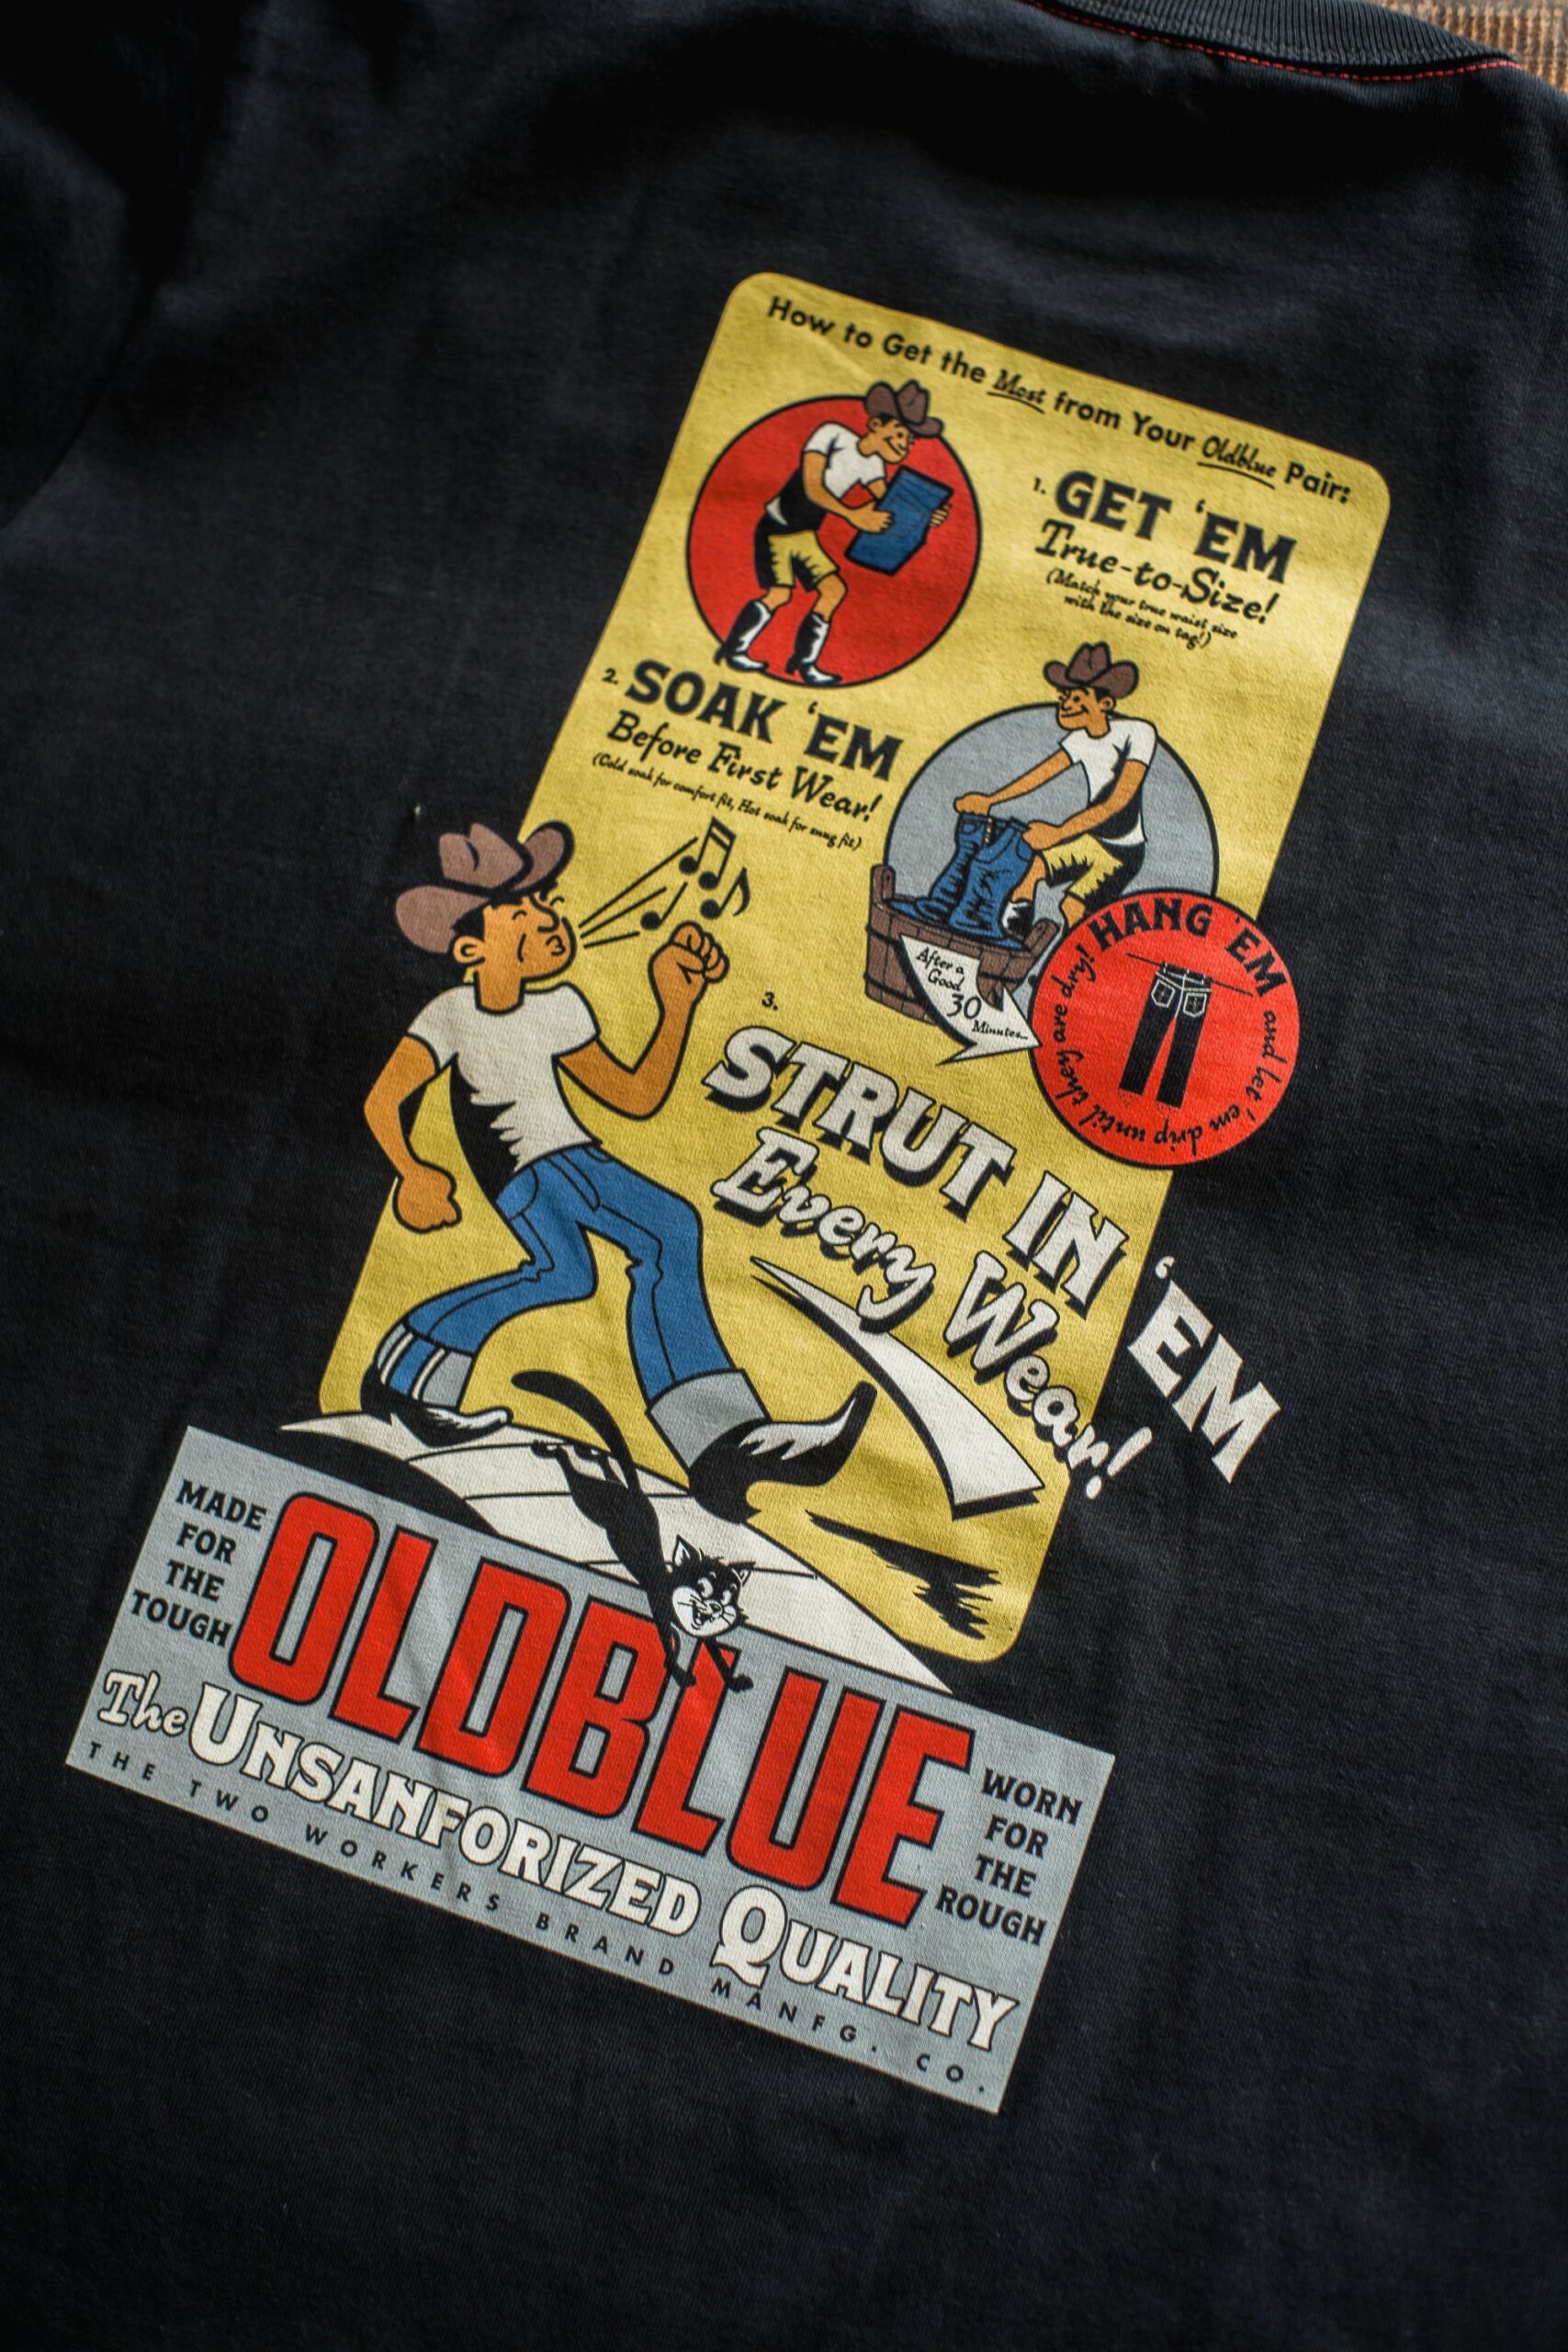 How to Get the Most from Your Oldblue Pair:
1. GET 'EM
True-to-Size!
(Match your true waist size
with the size on tag!)
2. SOAK 'EM
Before First Wear!
(Cold soak for comfort fit, Hot soak for snug fit)
After a
Good
30
Minutes...
HANG 'EM and let 'em drip until they are dry!
3.
STRUT IN 'EM
Every Wear!
MADE
FOR
THE
TOUGH
OLDBLUE
WORN
FOR
THE
ROUGH
The UNSANFORIZED QUALITY
THE TWO WORKERS BRAND MANFG. CO.